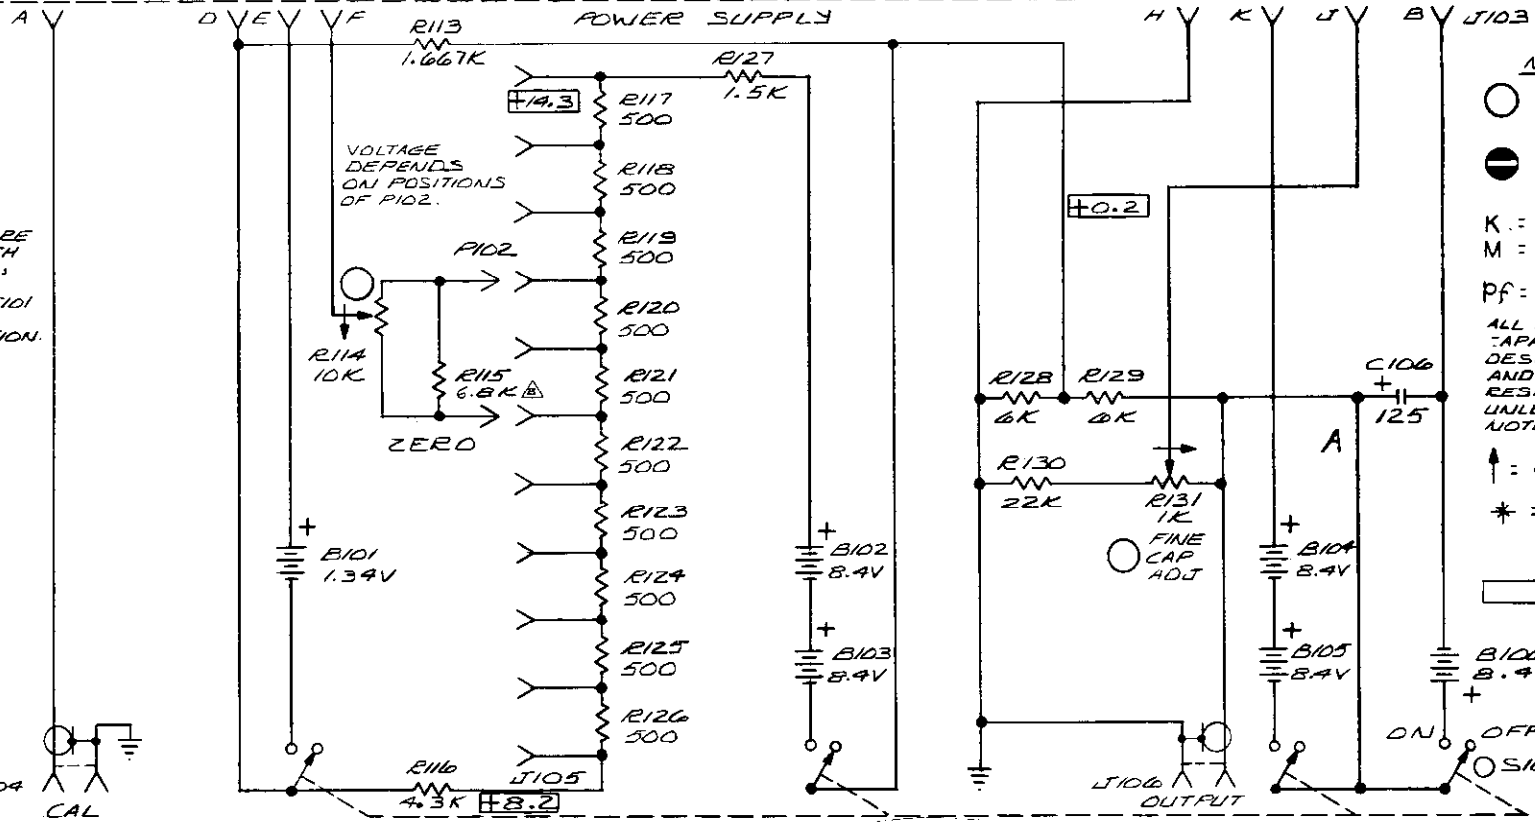 A
D E F
POWER SUPPLY
H K J B J103
R113
1.667K
R127
1.5K
+14.3
R117
500
VOLTAGE
DEPENDS
ON POSITIONS
OF P102.
R118
500
+0.2
K =
M =
R119
500
P102
R120
500
pf =
R114
10K
R115
6.8K B
R121
500
R128
6K
R129
6K
C106
+
125
ALL
DES
AND
ZERO
R122
500
A
R130
22K
R131
1K
FINE
CAP
ADJ
R123
500
+
B101
1.34V
+
B102
8.4V
+
B104
8.4V
R124
500
R125
500
+
B103
8.4V
+
B105
8.4V
+
R126
500
ON
OFF
J105
R116
4.3K
+8.2
J106
OUTPUT
CAL